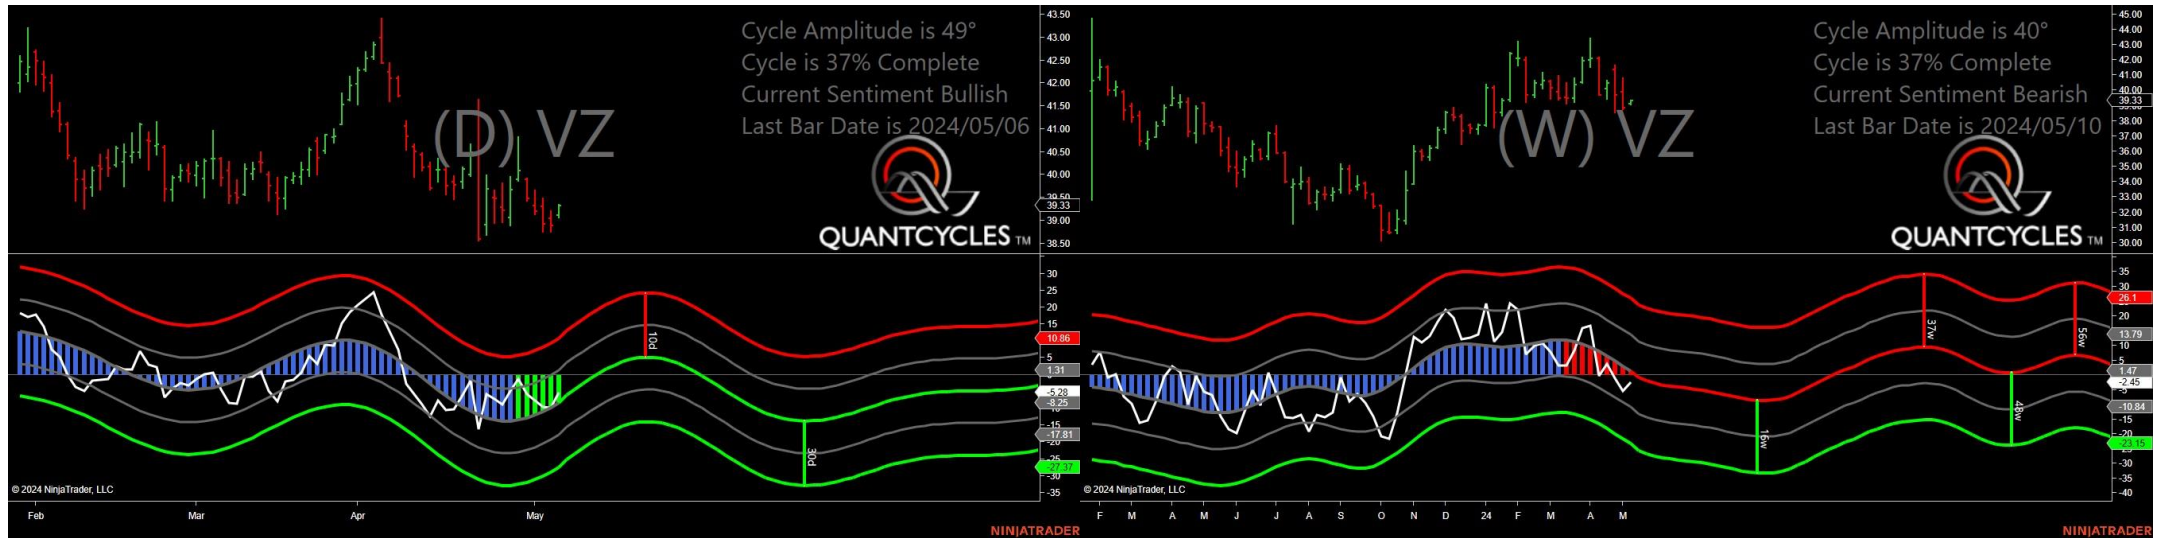 Cycle Amplitude is 49°
Cycle is 37% Complete
Current Sentiment Bullish
Last Bar Date is 2024/05/06
(D) VZ
QUANTCYCLES TM
43.50
43.00
42.50
42.00
41.50
41.00
40.50
40.00
39.50
39.33
39.00
38.50
30
25
20
15
10.86
5
1.31
-5.28
-8.25
-15
-17.81
-20
-25
-27.37
-30
-35
10d
30d
© 2024 NinjaTrader, LLC
Feb
Mar
Apr
May
NINJATRADER
Cycle Amplitude is 40°
Cycle is 37% Complete
Current Sentiment Bearish
Last Bar Date is 2024/05/10
(W) VZ
QUANTCYCLES TM
45.00
44.00
43.00
42.00
41.00
40.00
39.33
38.00
37.00
36.00
35.00
34.00
33.00
32.00
31.00
30.00
35
30
26.1
20
13.79
10
5
1.47
-2.45
-5
-10.84
-15
-20
-23.15
-30
-35
-40
16w
37w
48w
56w
© 2024 NinjaTrader, LLC
F
M
A
M
J
J
A
S
O
N
D
24
F
M
A
M
NINJATRADER